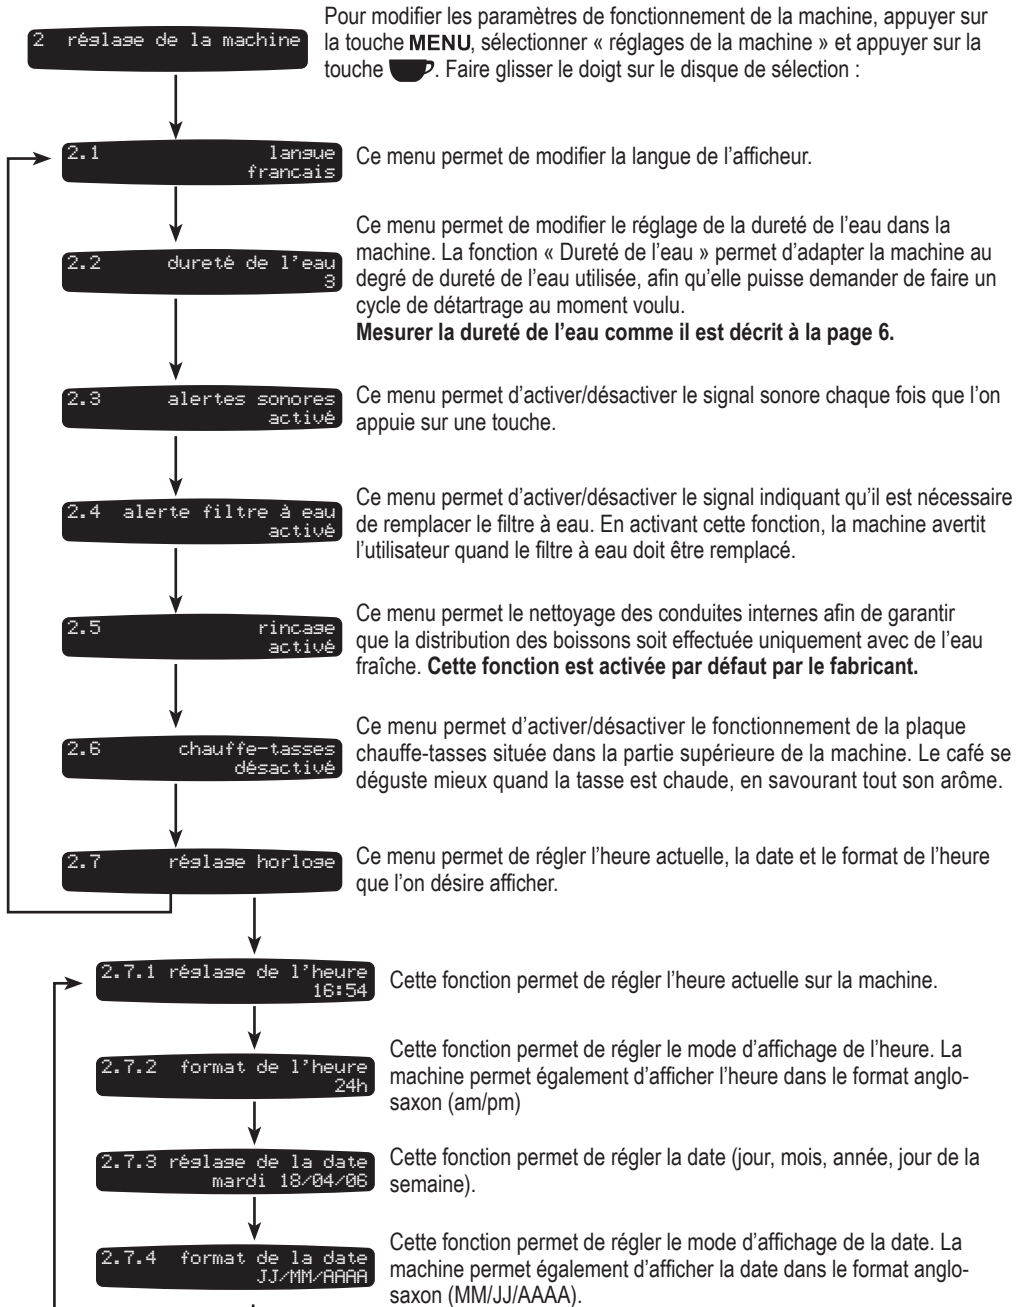 Pour modifier les paramètres de fonctionnement de la machine, appuyer sur
la touche MENU, sélectionner « réglages de la machine » et appuyer sur la
touche . Faire glisser le doigt sur le disque de sélection :
2 réglage de la machine
2.1 langue
francais
Ce menu permet de modifier la langue de l'afficheur.
2.2 dureté de l'eau
3
Ce menu permet de modifier le réglage de la dureté de l'eau dans la
machine. La fonction « Dureté de l'eau » permet d'adapter la machine au
degré de dureté de l'eau utilisée, afin qu'elle puisse demander de faire un
cycle de détartrage au moment voulu.
Mesurer la dureté de l'eau comme il est décrit à la page 6.
2.3 alertes sonores
activé
Ce menu permet d'activer/désactiver le signal sonore chaque fois que l'on
appuie sur une touche.
2.4 alerte filtre à eau
activé
Ce menu permet d'activer/désactiver le signal indiquant qu'il est nécessaire
de remplacer le filtre à eau. En activant cette fonction, la machine avertit
l'utilisateur quand le filtre à eau doit être remplacé.
2.5 rincage
activé
Ce menu permet le nettoyage des conduites internes afin de garantir
que la distribution des boissons soit effectuée uniquement avec de l'eau
fraîche. Cette fonction est activée par défaut par le fabricant.
2.6 chauffe-tasses
désactivé
Ce menu permet d'activer/désactiver le fonctionnement de la plaque
chauffe-tasses située dans la partie supérieure de la machine. Le café se
déguste mieux quand la tasse est chaude, en savourant tout son arôme.
2.7 réglage horloge
Ce menu permet de régler l'heure actuelle, la date et le format de l'heure
que l'on désire afficher.
2.7.1 réglage de l'heure
16:54
Cette fonction permet de régler l'heure actuelle sur la machine.
2.7.2 format de l'heure
24h
Cette fonction permet de régler le mode d'affichage de l'heure. La
machine permet également d'afficher l'heure dans le format anglo-
saxon (am/pm)
2.7.3 réglage de la date
mardi 18/04/06
Cette fonction permet de régler la date (jour, mois, année, jour de la
semaine).
2.7.4 format de la date
JJ/MM/AAAA
Cette fonction permet de régler le mode d'affichage de la date. La
machine permet également d'afficher la date dans le format anglo-
saxon (MM/JJ/AAAA).